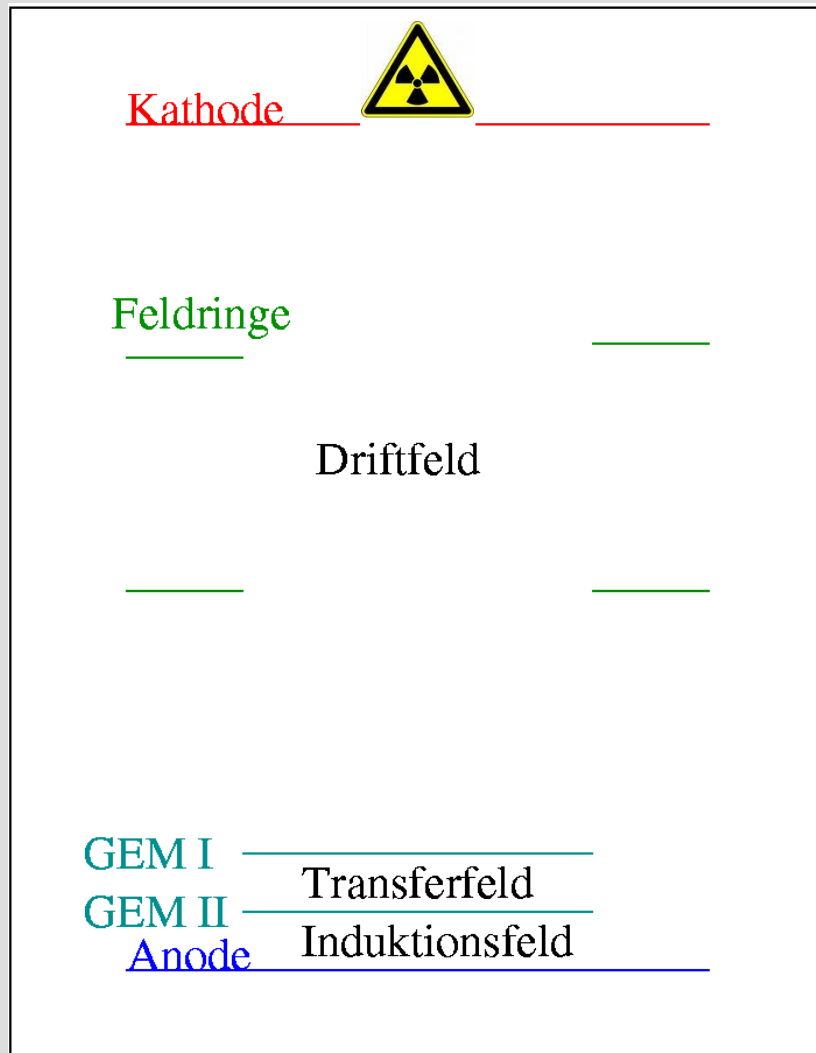 Kathode
Feldringe
Driftfeld
GEM I
Transferfeld
GEM II
Induktionsfeld
Anode